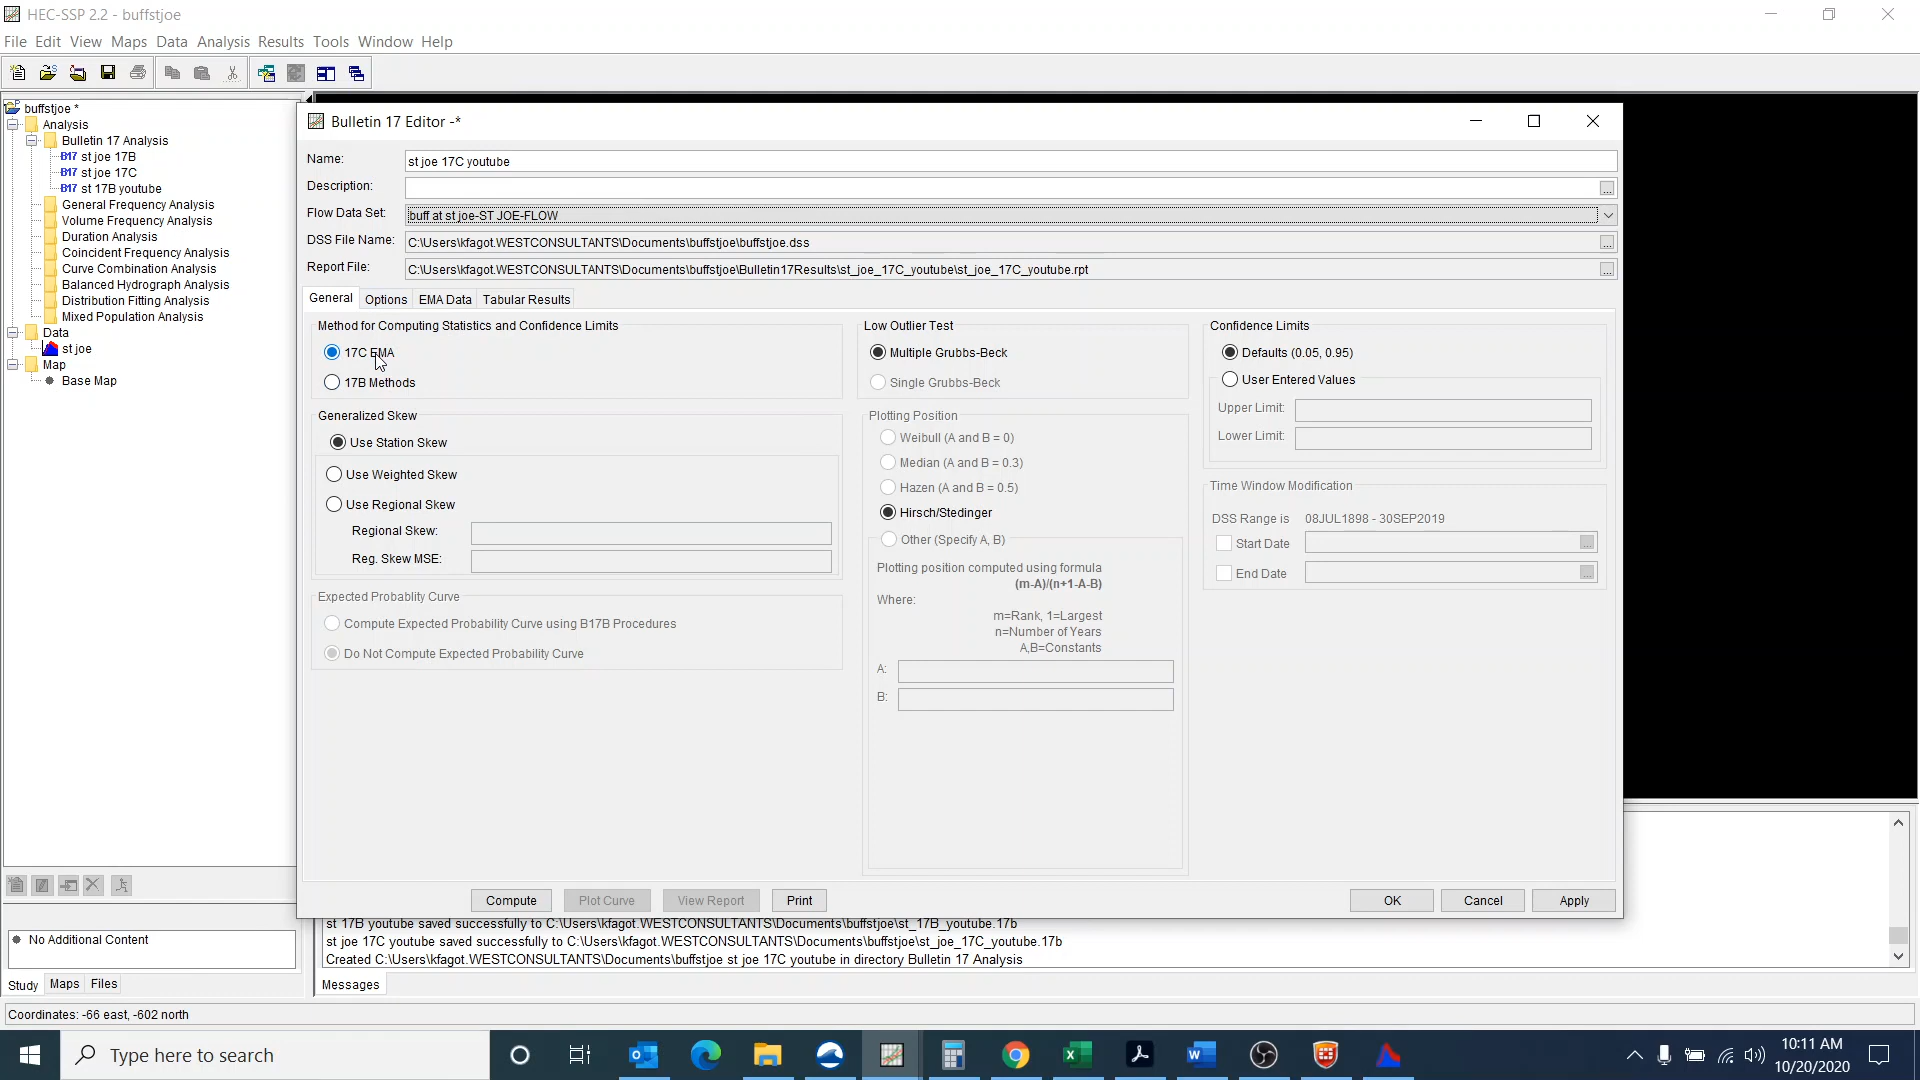 HEC-SSP 2.2 - buffstjoe
File Edit View Maps Data Analysis Results Tools Window Help
buffstjoe *
Analysis
Bulletin 17 Analysis
B17 st joe 17B
B17 st joe 17C
B17 st 17B youtube
General Frequency Analysis
Volume Frequency Analysis
Duration Analysis
Coincident Frequency Analysis
Curve Combination Analysis
Balanced Hydrograph Analysis
Distribution Fitting Analysis
Mixed Population Analysis
Data
st joe
Map
Base Map
No Additional Content
Study Maps Files
Bulletin 17 Editor -*
Name: st joe 17C youtube
Description: ...
Flow Data Set: buff at st joe-ST JOE-FLOW
DSS File Name: C:\Users\kfagot.WESTCONSULTANTS\Documents\buffstjoe\buffstjoe.dss ...
Report File: C:\Users\kfagot.WESTCONSULTANTS\Documents\buffstjoe\Bulletin17Results\st_joe_17C_youtube\st_joe_17C_youtube.rpt ...
General Options EMA Data Tabular Results
Method for Computing Statistics and Confidence Limits
17C EMA
17B Methods
Generalized Skew
Use Station Skew
Use Weighted Skew
Use Regional Skew
Regional Skew:
Reg. Skew MSE:
Expected Probablity Curve
Compute Expected Probability Curve using B17B Procedures
Do Not Compute Expected Probability Curve
Low Outlier Test
Multiple Grubbs-Beck
Single Grubbs-Beck
Plotting Position
Weibull (A and B = 0)
Median (A and B = 0.3)
Hazen (A and B = 0.5)
Hirsch/Stedinger
Other (Specify A, B)
Plotting position computed using formula
(m-A)/(n+1-A-B)
Where:
m=Rank, 1=Largest
n=Number of Years
A,B=Constants
A:
B:
Confidence Limits
Defaults (0.05, 0.95)
User Entered Values
Upper Limit:
Lower Limit:
Time Window Modification
DSS Range is 08JUL1898 - 30SEP2019
Start Date ...
End Date ...
Compute Plot Curve View Report Print OK Cancel Apply
st 17B youtube saved successfully to C:\Users\kfagot.WESTCONSULTANTS\Documents\buffstjoe\st_17B_youtube.17b
st joe 17C youtube saved successfully to C:\Users\kfagot.WESTCONSULTANTS\Documents\buffstjoe\st_joe_17C_youtube.17b
Created C:\Users\kfagot.WESTCONSULTANTS\Documents\buffstjoe st joe 17C youtube in directory Bulletin 17 Analysis
Messages
Coordinates: -66 east, -602 north
Type here to search
10:11 AM
10/20/2020